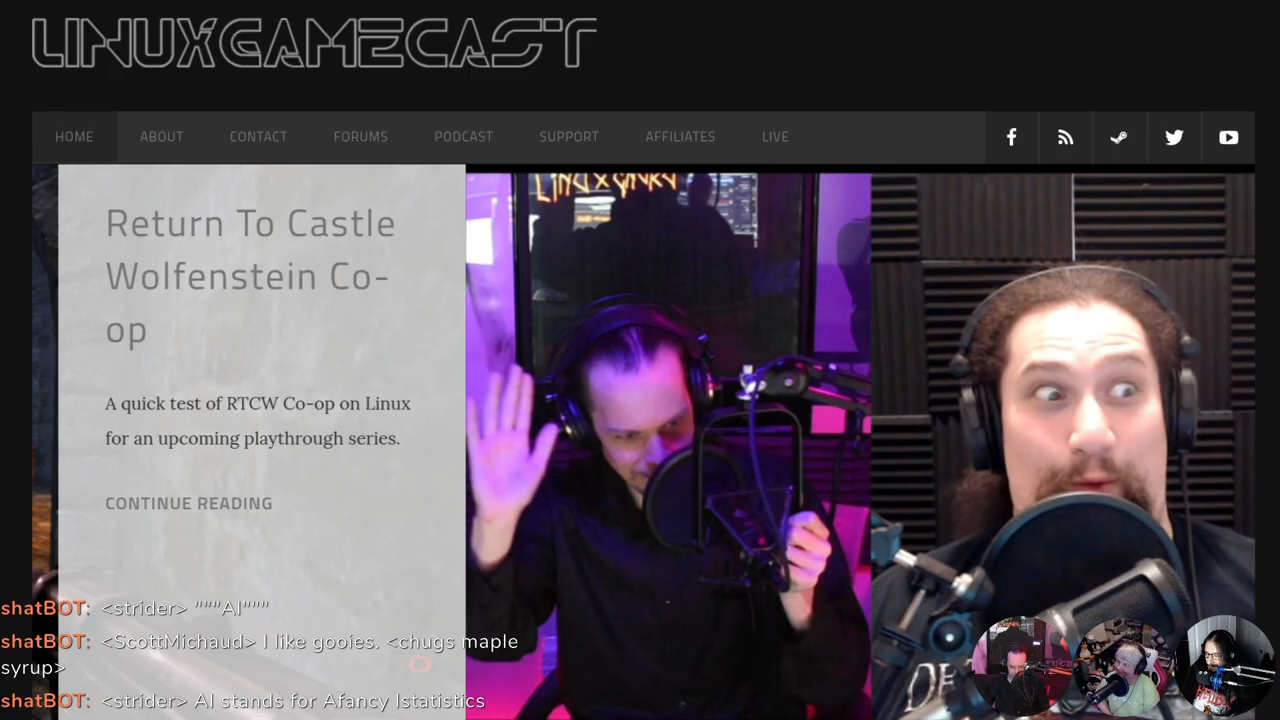 LINUXGAMECAST
HOME ABOUT CONTACT FORUMS PODCAST SUPPORT AFFILIATES LIVE
Return To Castle
Wolfenstein Co-
op
A quick test of RTCW Co-op on Linux
for an upcoming playthrough series.
CONTINUE READING
shatBOT: <strider> """AI"""
shatBOT: <ScottMichaud> I like gooies. <chugs maple
syrup>
shatBOT: <strider> AI stands for Afancy Istatistics